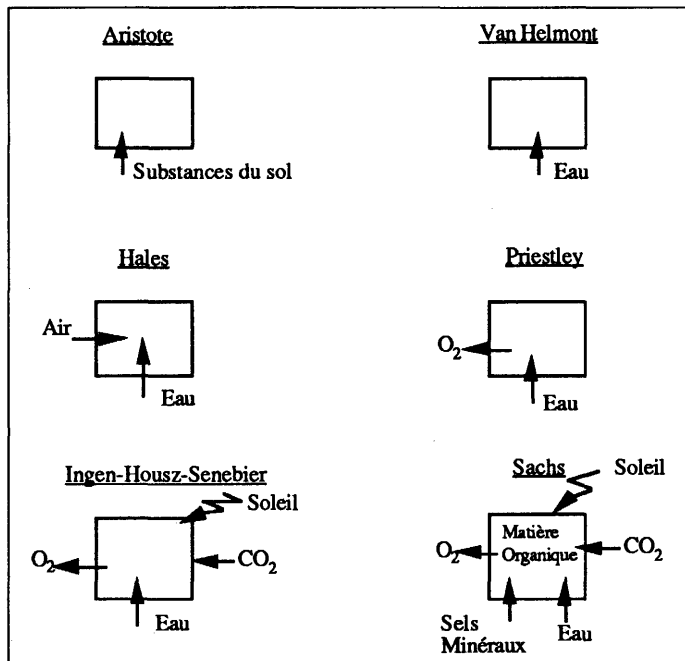 Aristote
Substances du sol
Van Helmont
Eau
Hales
Air
Eau
Priestley
O2
Eau
Ingen-Housz-Senebier
Soleil
O2
CO2
Eau
Sachs
Soleil
Matière
Organique
O2
CO2
Sels
Minéraux
Eau